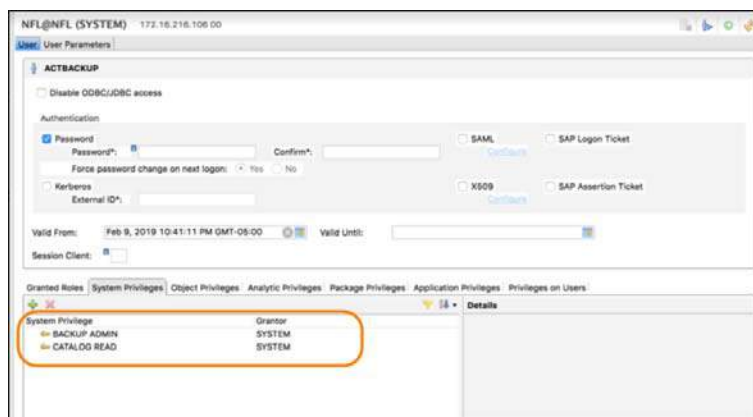 NFL@NFL (SYSTEM) 172.16.216.106 00
User User Parameters
ACTBACKUP
Disable ODBC/JDBC access
Authentication
Password
SAML
SAP Logon Ticket
Password*:
Confirm*:
Configure
Force password change on next logon: Yes No
Kerberos
X509
SAP Assertion Ticket
External ID*:
Configure
Valid From: Feb 9, 2019 10:41:11 PM GMT-05:00 Valid Until:
Session Client:
Granted Roles System Privileges Object Privileges Analytic Privileges Package Privileges Application Privileges Privileges on Users
Details
System Privilege Grantor
BACKUP ADMIN SYSTEM
CATALOG READ SYSTEM